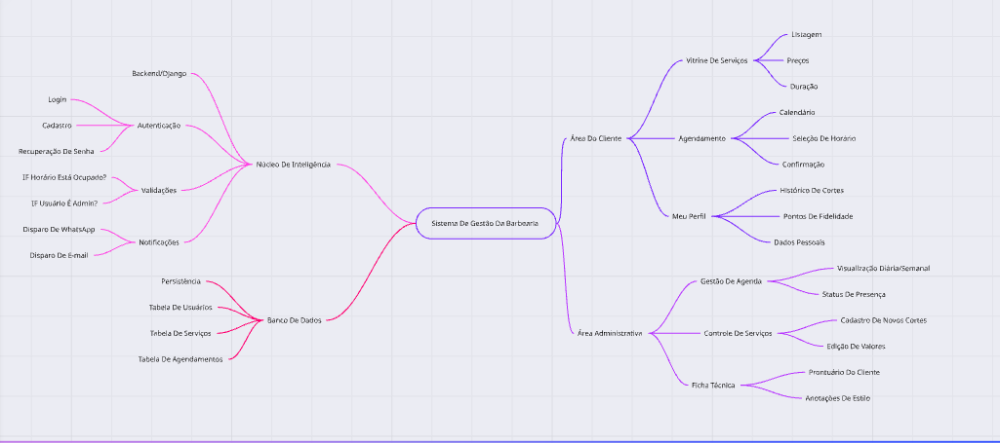 Sistema De Gestão Da Barbearia
Núcleo De Inteligência
Backend/Django
Autenticação
Login
Cadastro
Recuperação De Senha
Validações
IF Horário Está Ocupado?
IF Usuário É Admin?
Notificações
Disparo De WhatsApp
Disparo De E-mail
Banco De Dados
Persistência
Tabela De Usuários
Tabela De Serviços
Tabela De Agendamentos
Área Do Cliente
Vitrine De Serviços
Listagem
Preços
Duração
Agendamento
Calendário
Seleção De Horário
Confirmação
Meu Perfil
Histórico De Cortes
Pontos De Fidelidade
Dados Pessoais
Área Administrativa
Gestão De Agenda
Visualização Diária/Semanal
Status De Presença
Controle De Serviços
Cadastro De Novos Cortes
Edição De Valores
Ficha Técnica
Prontuário Do Cliente
Anotações De Estilo